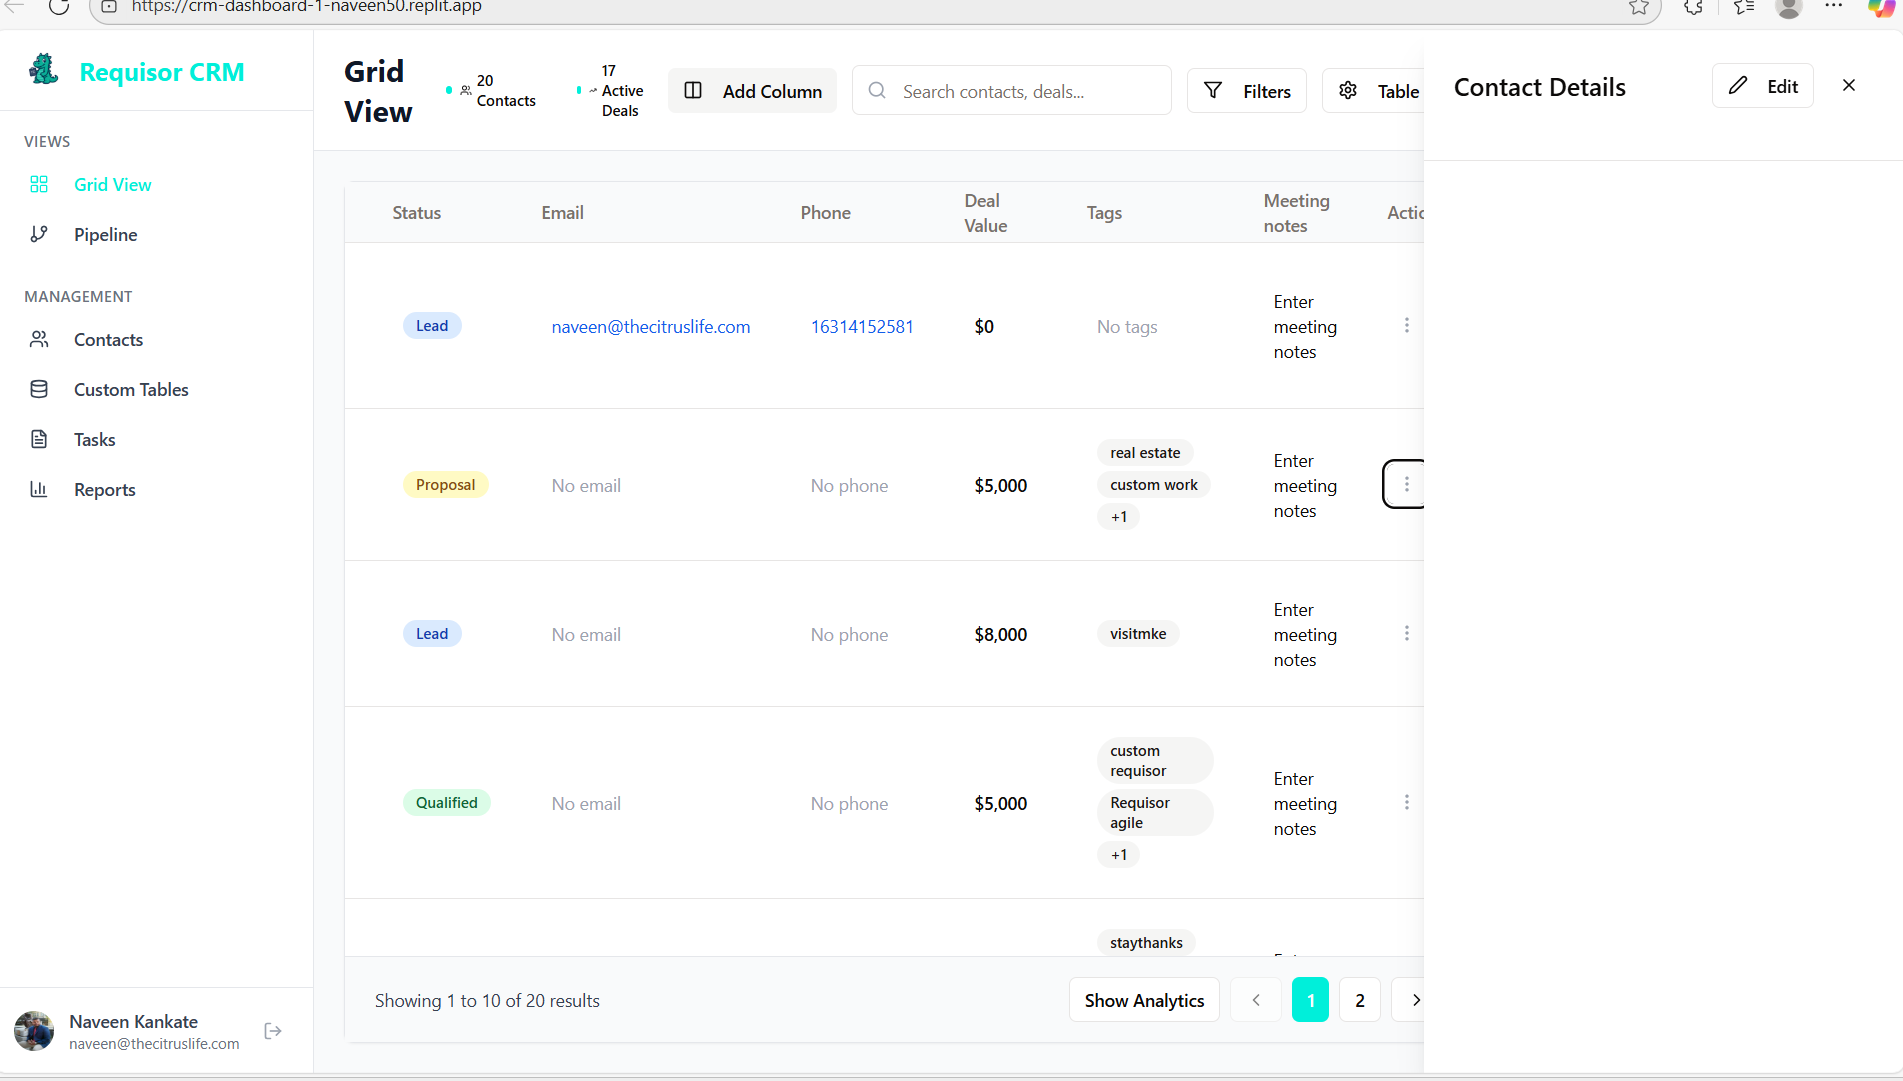 https://crm-dashboard-1-naveen50.replit.app
Requisor CRM
VIEWS
Grid View
Pipeline
MANAGEMENT
Contacts
Custom Tables
Tasks
Reports
Naveen Kankate
naveen@thecitruslife.com
Grid
View
20
Contacts
17
Active
Deals
Add Column
Search contacts, deals...
Filters
Table
Status
Email
Phone
Deal
Value
Tags
Meeting
notes
Actic
Lead
naveen@thecitruslife.com
16314152581
$0
No tags
Enter
meeting
notes
Proposal
No email
No phone
$5,000
real estate
custom work
+1
Enter
meeting
notes
Lead
No email
No phone
$8,000
visitmke
Enter
meeting
notes
Qualified
No email
No phone
$5,000
custom
requisor
Requisor
agile
+1
Enter
meeting
notes
staythanks
Showing 1 to 10 of 20 results
Show Analytics
1
2
Contact Details
Edit